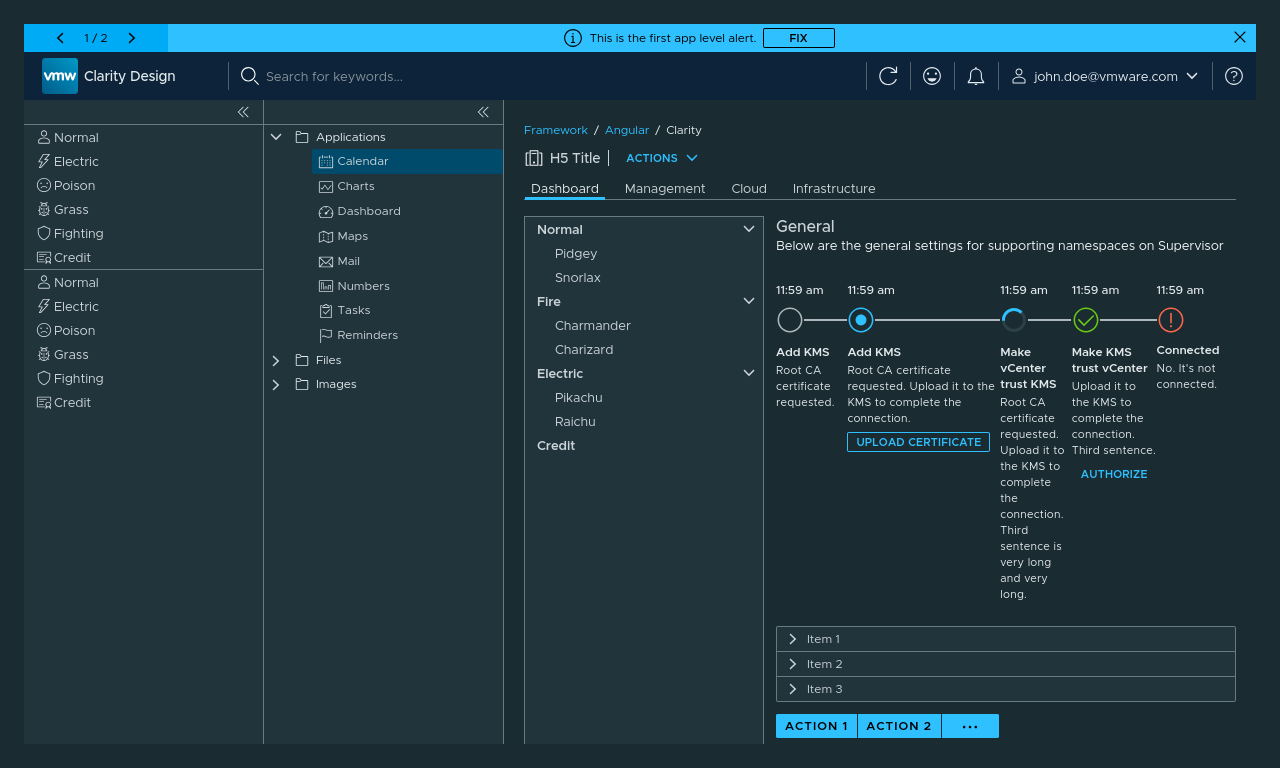 1 / 2
This is the first app level alert.
FIX
vmw
Clarity Design
Search for keywords...
john.doe@vmware.com
Normal
Electric
Poison
Grass
Fighting
Credit
Normal
Electric
Poison
Grass
Fighting
Credit
Applications
Calendar
Charts
Dashboard
Maps
Mail
Numbers
Tasks
Reminders
Files
Images
Framework / Angular / Clarity
H5 Title
ACTIONS
Dashboard
Management
Cloud
Infrastructure
Normal
Pidgey
Snorlax
Fire
Charmander
Charizard
Electric
Pikachu
Raichu
Credit
General
Below are the general settings for supporting namespaces on Supervisor
11:59 am
Add KMS
Root CA
certificate
requested.
11:59 am
Add KMS
Root CA certificate
requested. Upload it to the
KMS to complete the
connection.
UPLOAD CERTIFICATE
11:59 am
Make
vCenter
trust KMS
Root CA
certificate
requested.
Upload it to
the KMS to
complete
the
connection.
Third
sentence is
very long
and very
long.
11:59 am
Make KMS
trust vCenter
Upload it to
the KMS to
complete the
connection.
Third sentence.
AUTHORIZE
11:59 am
Connected
No. It's not
connected.
Item 1
Item 2
Item 3
ACTION 1
ACTION 2
...